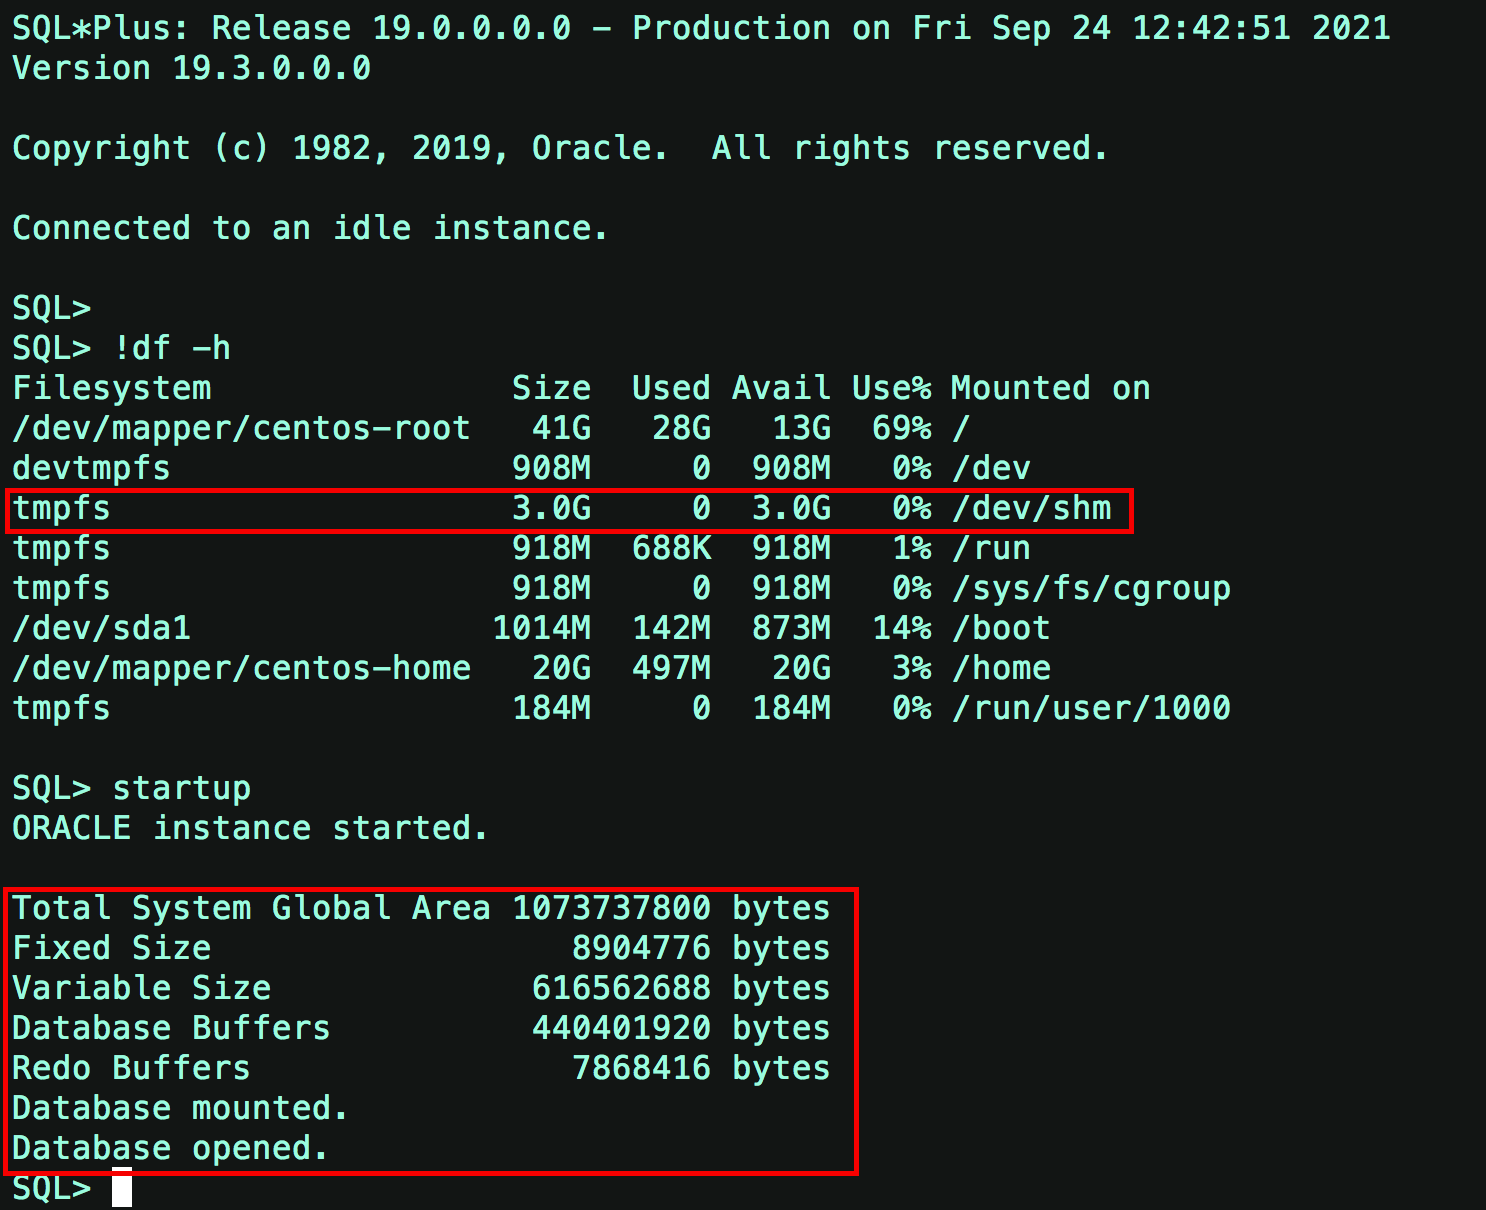 SQL*Plus: Release 19.0.0.0.0 - Production on Fri Sep 24 12:42:51 2021
Version 19.3.0.0.0
Copyright (c) 1982, 2019, Oracle.  All rights reserved.
Connected to an idle instance.
SQL>
SQL> !df -h
Filesystem               Size  Used Avail Use% Mounted on
/dev/mapper/centos-root   41G   28G   13G  69% /
devtmpfs                 908M     0  908M   0% /dev
tmpfs                    3.0G     0  3.0G   0% /dev/shm
tmpfs                    918M  688K  918M   1% /run
tmpfs                    918M     0  918M   0% /sys/fs/cgroup
/dev/sda1               1014M  142M  873M  14% /boot
/dev/mapper/centos-home   20G  497M   20G   3% /home
tmpfs                    184M     0  184M   0% /run/user/1000
SQL> startup
ORACLE instance started.
Total System Global Area 1073737800 bytes
Fixed Size                  8904776 bytes
Variable Size             616562688 bytes
Database Buffers          440401920 bytes
Redo Buffers                7868416 bytes
Database mounted.
Database opened.
SQL>